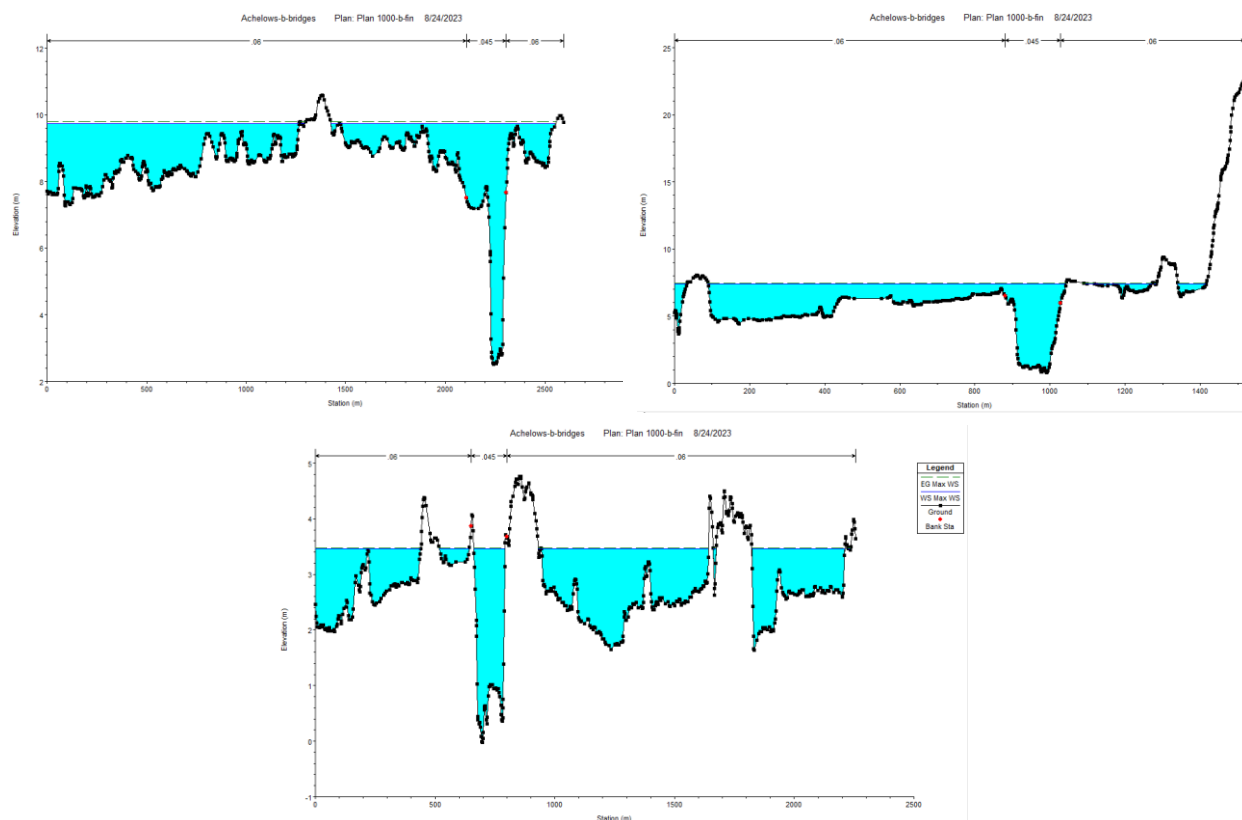 Achelows-b-bridges Plan: Plan 1000-b-fin 8/24/2023
.06 .045 .06
12
10
8
6
4
2
Elevation (m)
0 500 1000 1500 2000 2500
Station (m)
.06 .045 .06
25
20
15
10
5
0
Elevation (m)
0 200 400 600 800 1000 1200 1400
Station (m)
Achelows-b-bridges Plan: Plan 1000-b-fin 8/24/2023
Achelows-b-bridges Plan: Plan 1000-b-fin 8/24/2023
.06 .045 .06
5
4
3
2
1
0
-1
Elevation (m)
0 500 1000 1500 2000 2500
Station (m)
Legend
EG Max WS
WS Max WS
Ground
Bank Sta